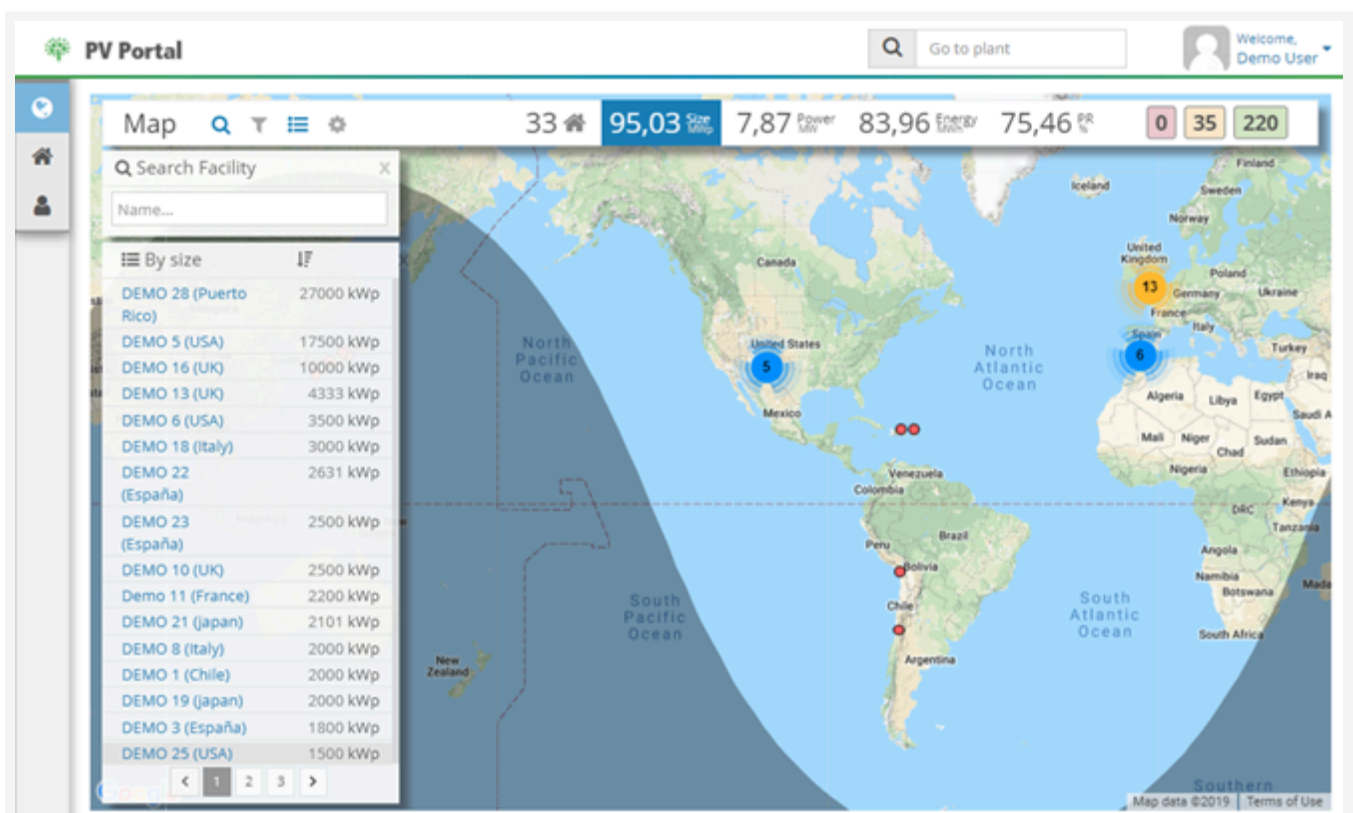 PV Portal
Go to plant
Welcome,
Demo User
Map
33
95,03 Size MWp
7,87 Power MW
83,96 Energy MWh
75,46 PR %
0
35
220
Search Facility
x
Name...
By size
DEMO 28 (Puerto
Rico)
27000 kWp
DEMO 5 (USA) 17500 kWp
DEMO 16 (UK) 10000 kWp
DEMO 13 (UK) 4333 kWp
DEMO 6 (USA) 3500 kWp
DEMO 18 (Italy) 3000 kWp
DEMO 22
(España)
2631 kWp
DEMO 23
(España)
2500 kWp
DEMO 10 (UK) 2500 kWp
Demo 11 (France) 2200 kWp
DEMO 21 (japan) 2101 kWp
DEMO 8 (Italy) 2000 kWp
DEMO 1 (Chile) 2000 kWp
DEMO 19 (japan) 2000 kWp
DEMO 3 (España) 1800 kWp
DEMO 25 (USA) 1500 kWp
< 1 2 3 >
Finland
Iceland
Sweden
Norway
United
Kingdom
Canada
Poland
13
Germany
Ukraine
France
North
Pacific
Ocean
United States
5
North
Atlantic
Ocean
Spain
Italy
6
Turkey
Iraq
Mexico
Algeria
Libya
Egypt
Saudi A
Mali
Niger
Chad
Sudan
Venezuela
Colombia
Nigeria
Ethiopia
DRC
Kenya
Tanzania
Peru
Brazil
Angola
Bolivia
Namibia
Botswana
Mada
South
Pacific
Ocean
Chile
South
Atlantic
Ocean
South Africa
New
Zealand
Argentina
Southern
Map data ©2019
Terms of Use